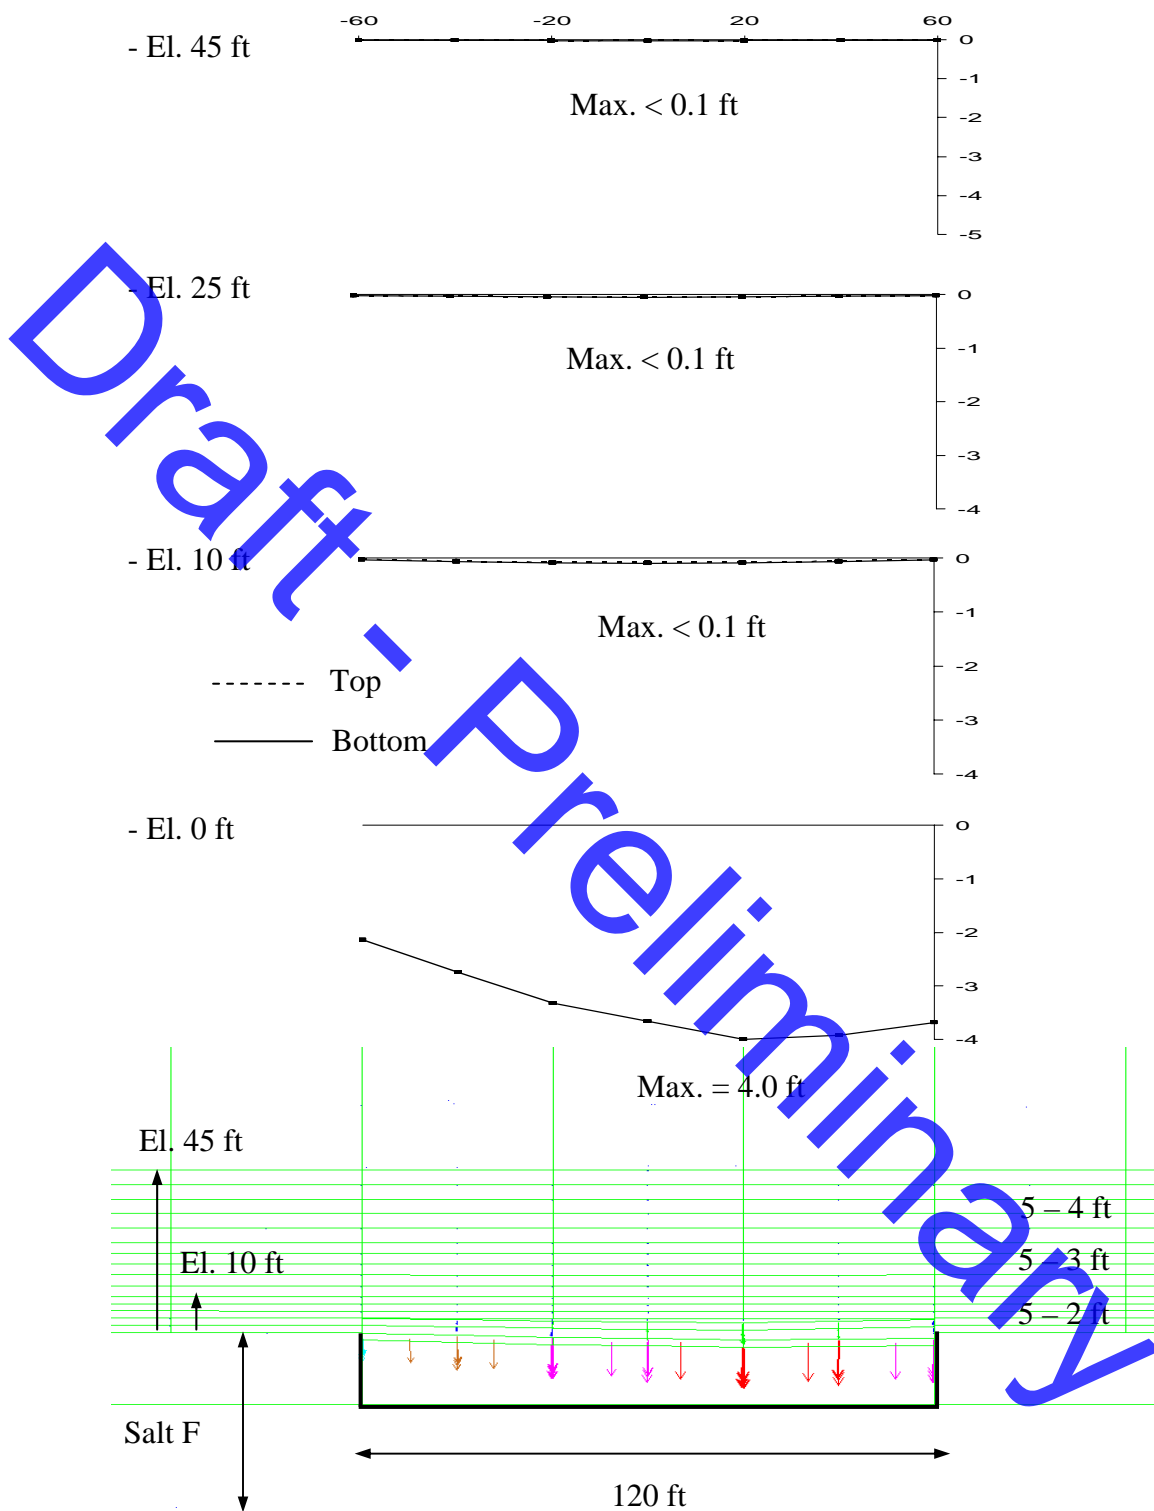 -60 -20 20 60
- El. 45 ft
0
-1
Max. < 0.1 ft
-2
-3
-4
-5
- El. 25 ft
0
-1
Max. < 0.1 ft
-2
-3
-4
- El. 10 ft
0
-1
Max. < 0.1 ft
-2
Top
-3
Bottom
-4
- El. 0 ft
0
-1
-2
-3
-4
Max. = 4.0 ft
El. 45 ft
5 – 4 ft
El. 10 ft
5 – 3 ft
5 – 2 ft
Salt F
120 ft
Draft - Preliminary